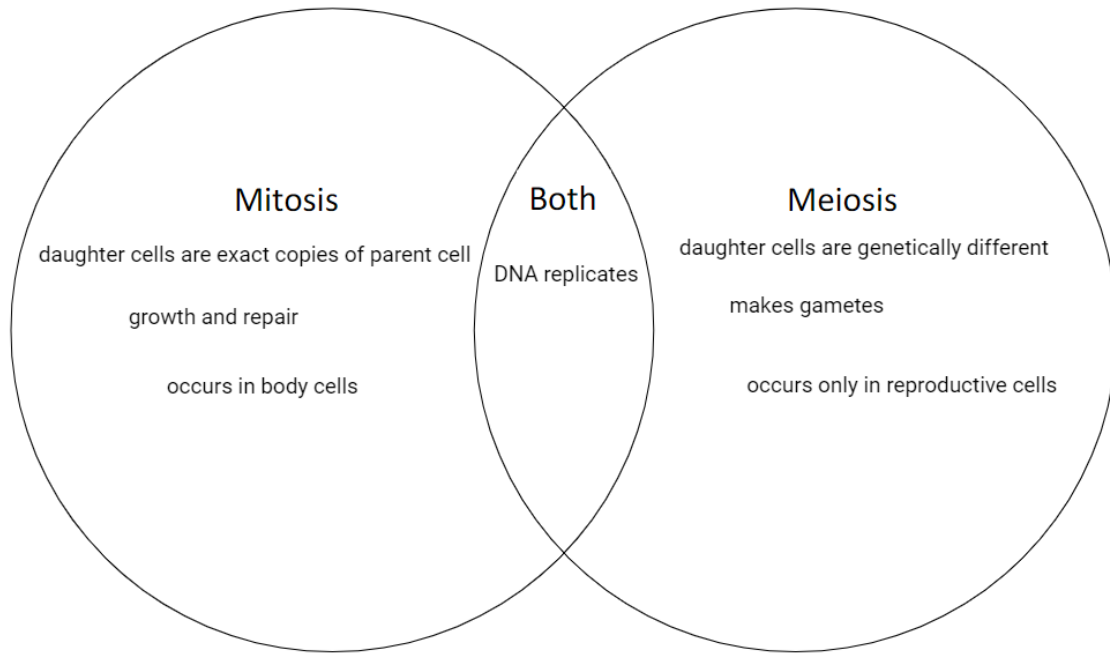 Mitosis
daughter cells are exact copies of parent cell
growth and repair
occurs in body cells
Both
DNA replicates
Meiosis
daughter cells are genetically different
makes gametes
occurs only in reproductive cells